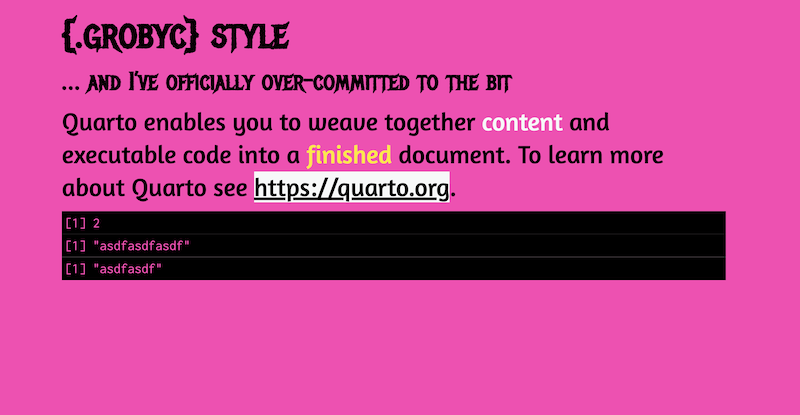 {.GROBYC} STYLE
... AND I'VE OFFICIALLY OVER-COMMITTED TO THE BIT
Quarto enables you to weave together content and
executable code into a finished document. To learn more
about Quarto see https://quarto.org.
[1] 2
[1] "asdfasdfasdf"
[1] "asdfasdf"